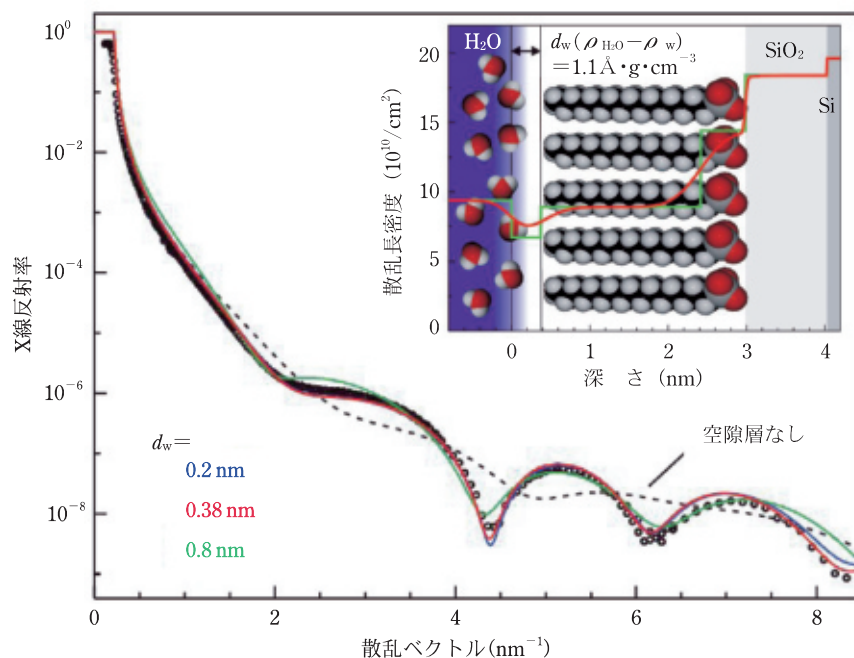 10⁰
10⁻²
10⁻⁴
10⁻⁶
10⁻⁸
X線反射率
0
2
4
6
8
散乱ベクトル(nm⁻¹)
d_w＝
0.2 nm
0.38 nm
0.8 nm
空隙層なし
20
15
10
5
0
散乱長密度 (10¹⁰/cm²)
0
1
2
3
4
深 さ (nm)
H₂O
d_w(ρ_H₂O−ρ_w)
＝1.1Å・g・cm⁻³
SiO₂
Si